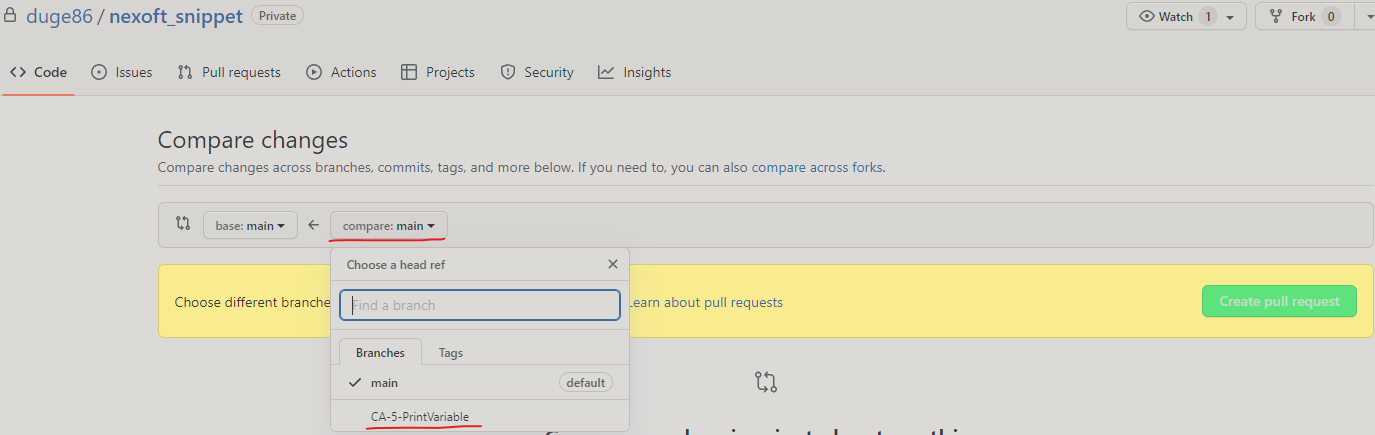 duge86 / nexoft_snippet Private Watch 1 Fork 0
Code Issues Pull requests Actions Projects Security Insights
Compare changes
Compare changes across branches, commits, tags, and more below. If you need to, you can also compare across forks.
base: main compare: main
Choose a head ref
Choose different branche Learn about pull requests Create pull request
Find a branch
Branches Tags
main default
CA-5-PrintVariable